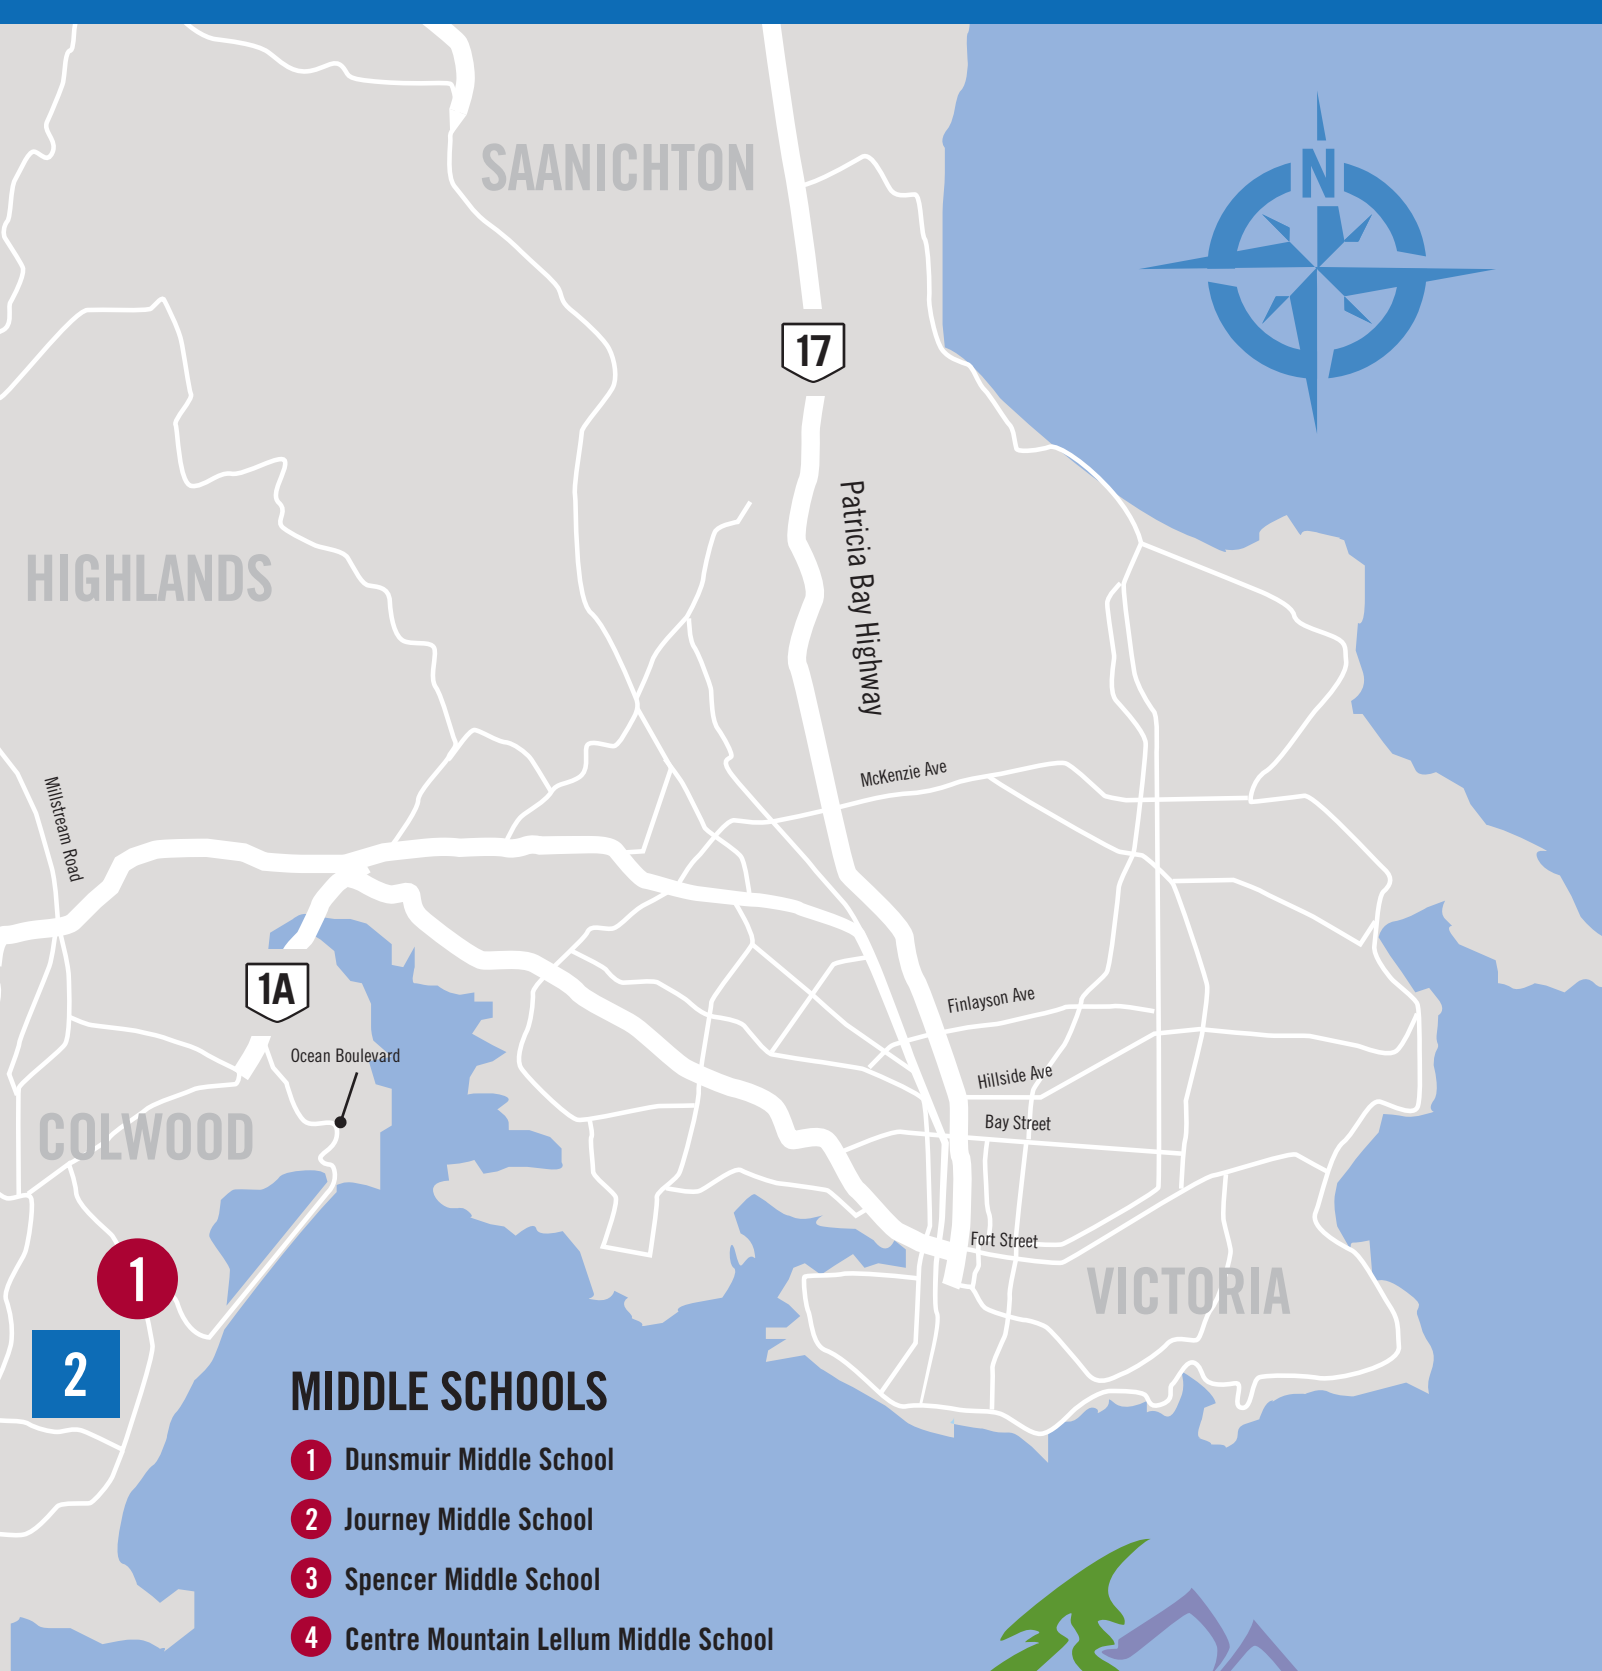 N
SAANICHTON
17
Patricia Bay Highway
HIGHLANDS
McKenzie Ave
Millstream Road
1A
Finlayson Ave
Ocean Boulevard
Hillside Ave
Bay Street
COLWOOD
Fort Street
VICTORIA
1
2
MIDDLE SCHOOLS
1 Dunsmuir Middle School
2 Journey Middle School
3 Spencer Middle School
4 Centre Mountain Lellum Middle School